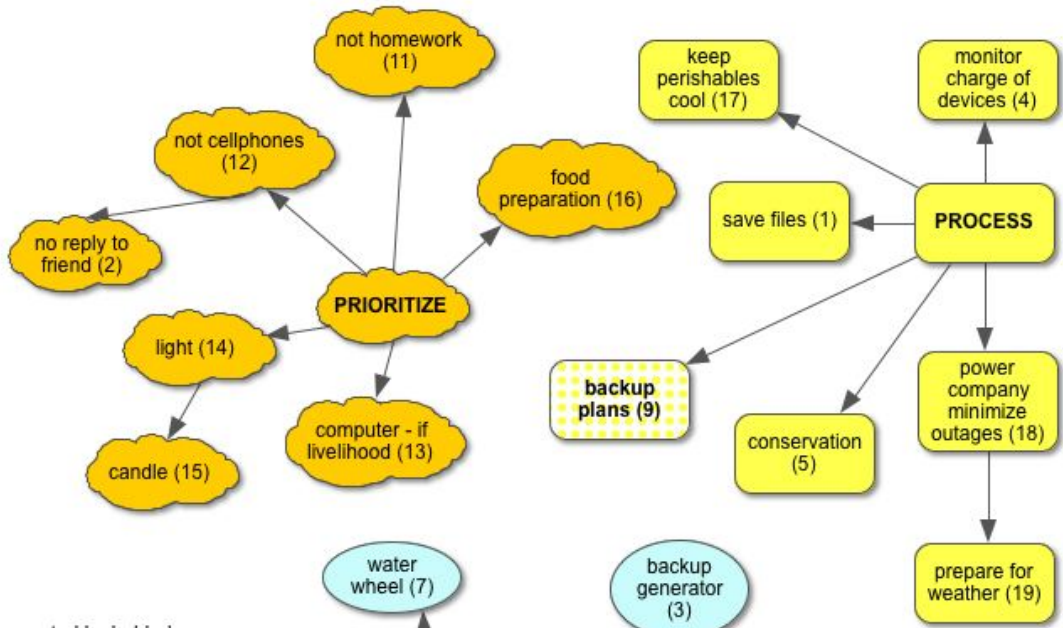 not homework
(11)
keep
perishables
cool (17)
monitor
charge of
devices (4)
not cellphones
(12)
food
preparation (16)
save files (1)
PROCESS
no reply to
friend (2)
PRIORITIZE
light (14)
backup
plans (9)
power
company
minimize
outages (18)
computer - if
livelihood (13)
conservation
(5)
candle (15)
water
wheel (7)
backup
generator
(3)
prepare for
weather (19)